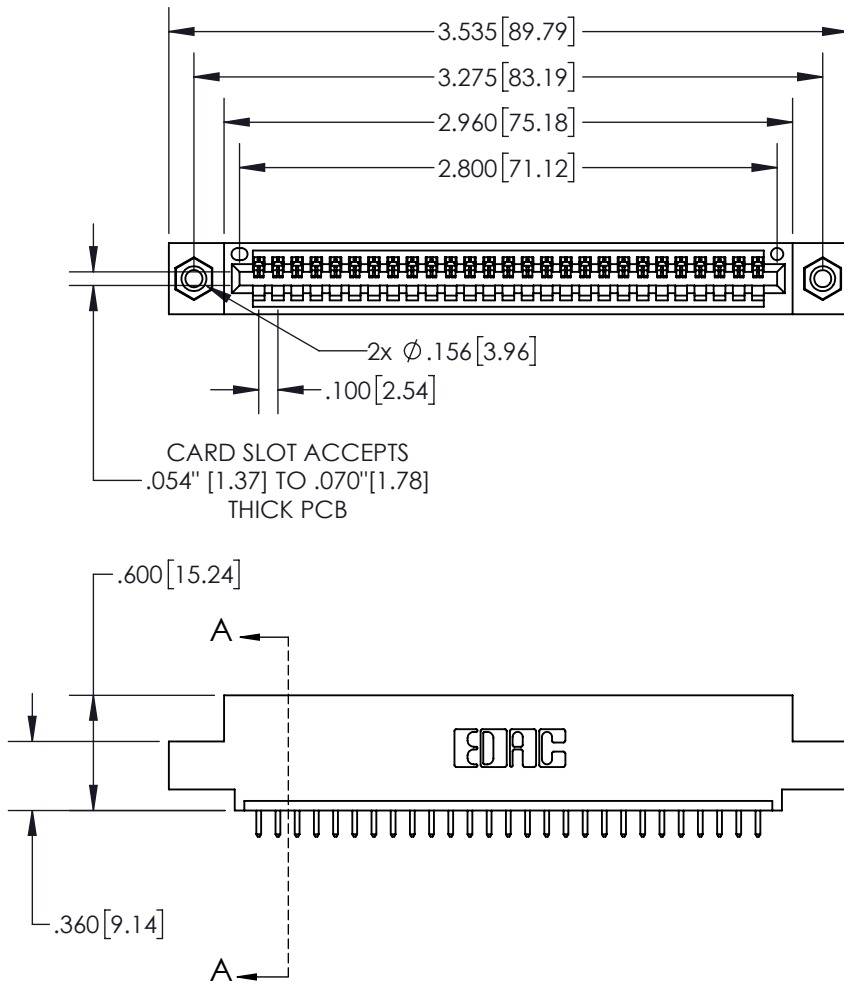 3.535[89.79]
3.275[83.19]
2.960[75.18]
2.800[71.12]
2x ∅.156[3.96]
.100[2.54]
CARD SLOT ACCEPTS
.054" [1.37] TO .070"[1.78]
THICK PCB
.600[15.24]
A
EDAC
.360[9.14]
A